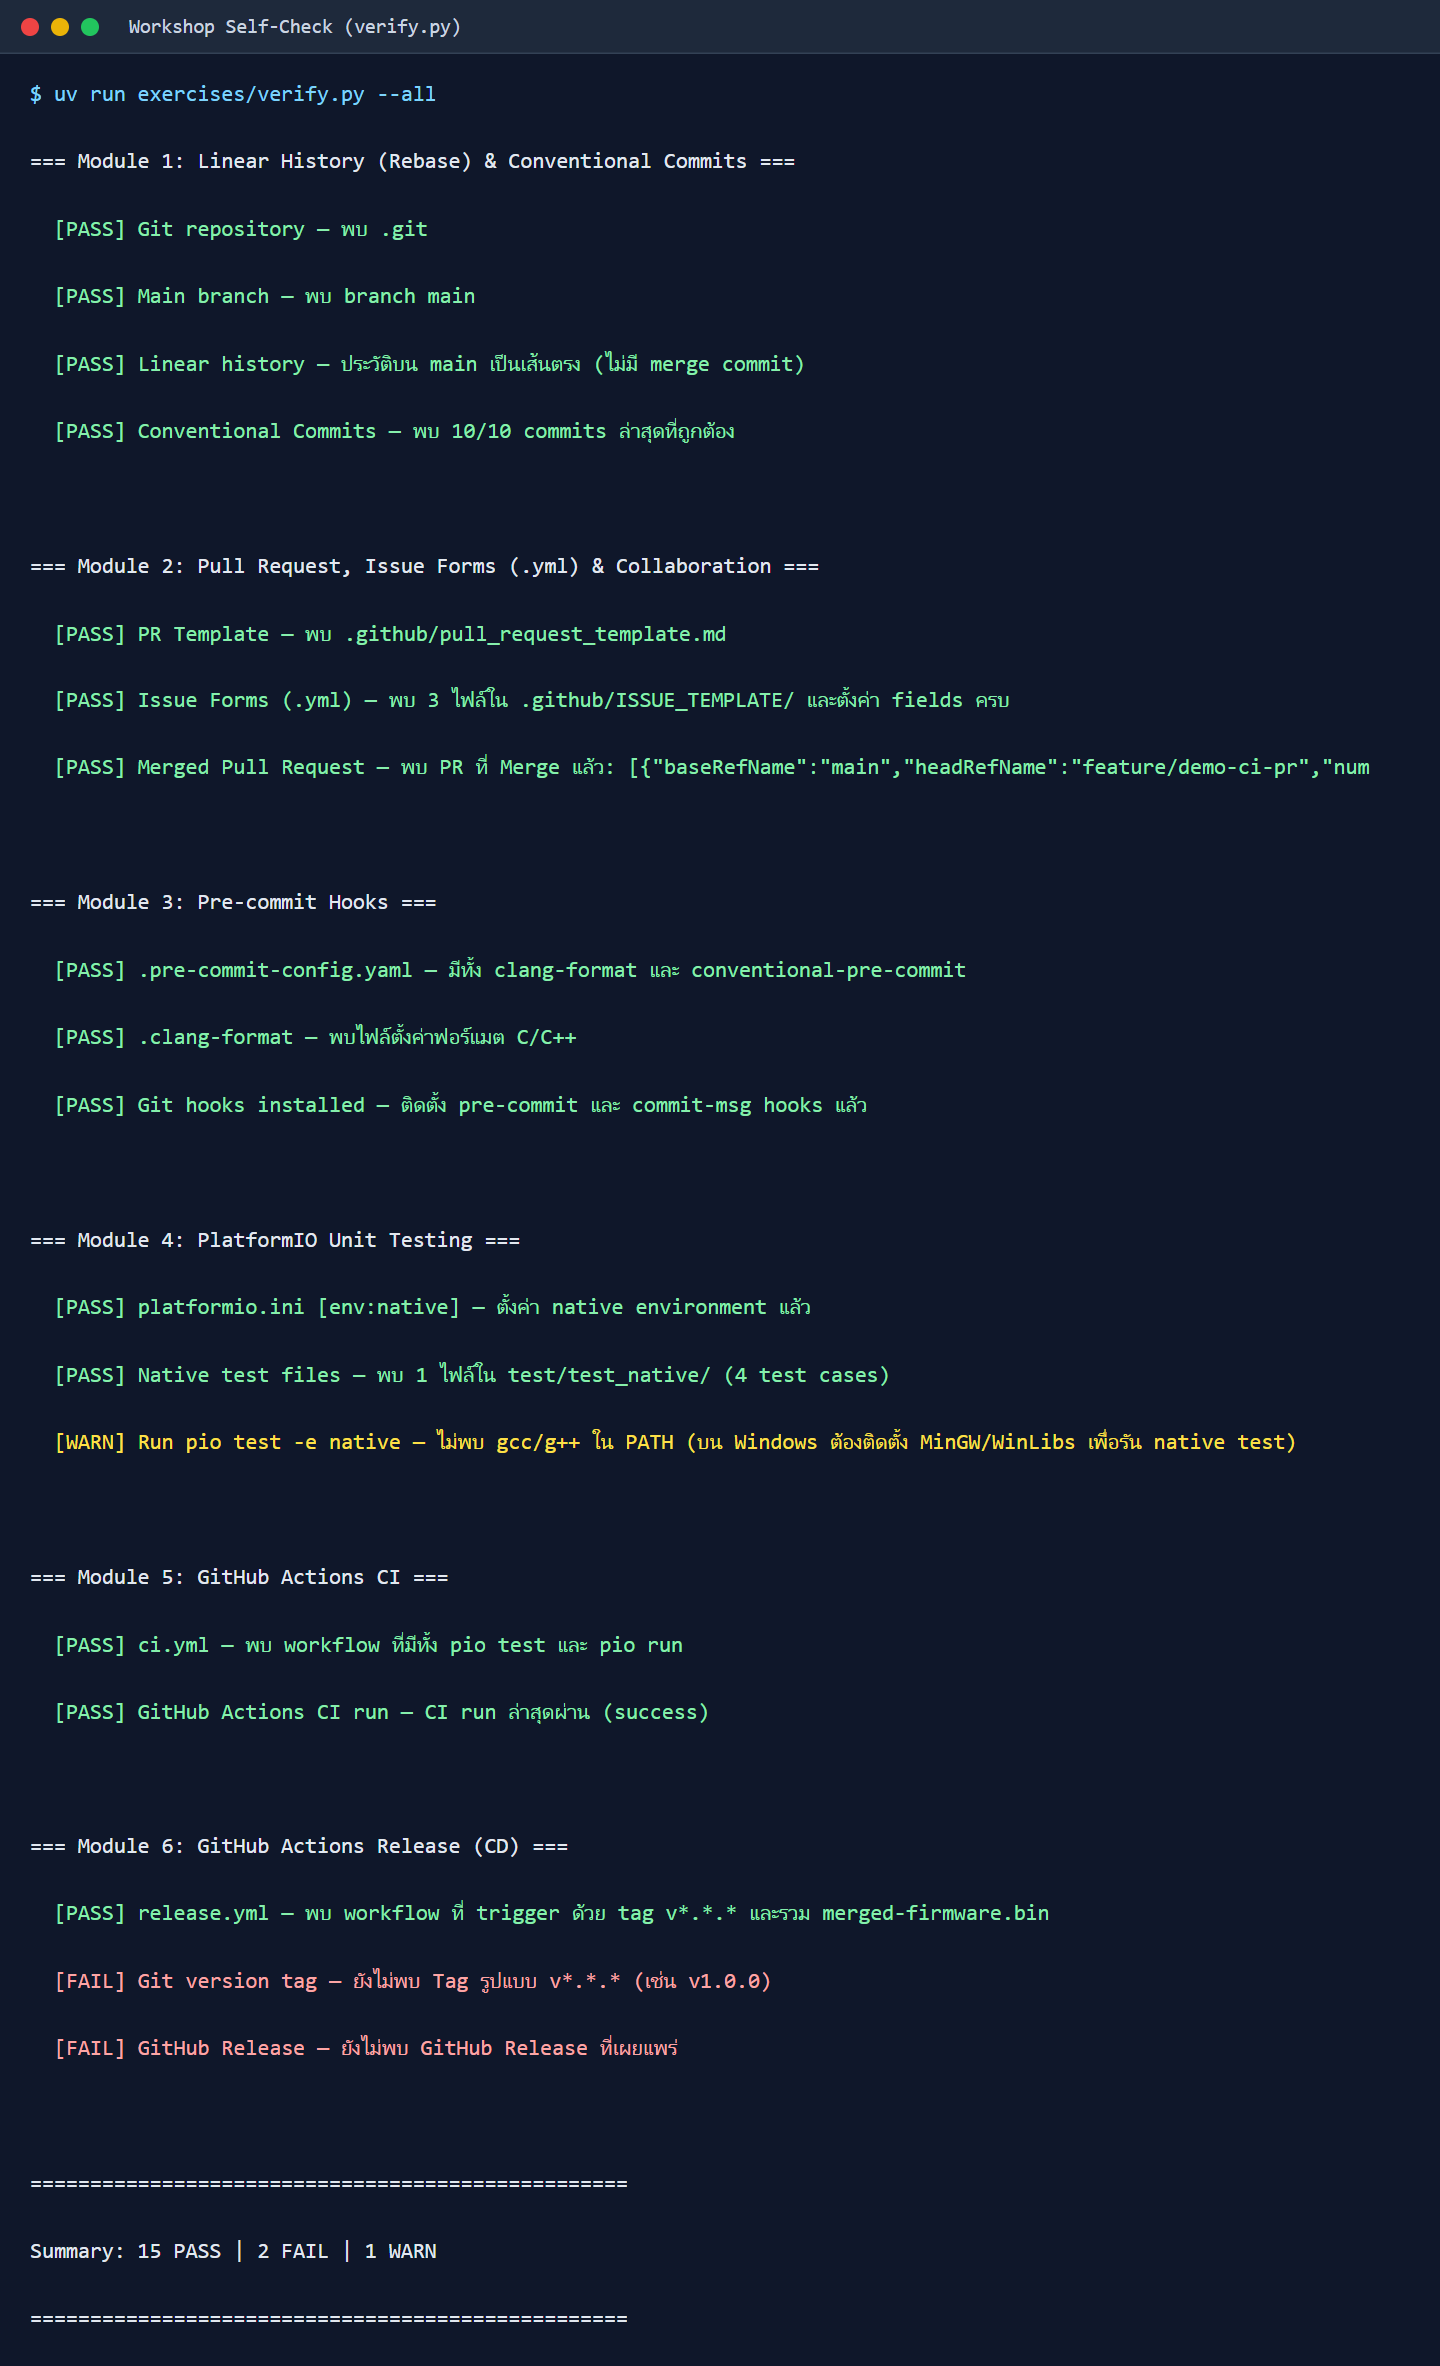 Workshop Self-Check (verify.py)
$ uv run exercises/verify.py --all
=== Module 1: Linear History (Rebase) & Conventional Commits ===
[PASS] Git repository — พบ .git
[PASS] Main branch — พบ branch main
[PASS] Linear history — ประวัติบน main เป็นเส้นตรง (ไม่มี merge commit)
[PASS] Conventional Commits — พบ 10/10 commits ล่าสุดที่ถูกต้อง
=== Module 2: Pull Request, Issue Forms (.yml) & Collaboration ===
[PASS] PR Template — พบ .github/pull_request_template.md
[PASS] Issue Forms (.yml) — พบ 3 ไฟล์ใน .github/ISSUE_TEMPLATE/ และตั้งค่า fields ครบ
[PASS] Merged Pull Request — พบ PR ที่ Merge แล้ว: [{"baseRefName":"main","headRefName":"feature/demo-ci-pr","num
=== Module 3: Pre-commit Hooks ===
[PASS] .pre-commit-config.yaml — มีทั้ง clang-format และ conventional-pre-commit
[PASS] .clang-format — พบไฟล์ตั้งค่าฟอร์แมต C/C++
[PASS] Git hooks installed — ติดตั้ง pre-commit และ commit-msg hooks แล้ว
=== Module 4: PlatformIO Unit Testing ===
[PASS] platformio.ini [env:native] — ตั้งค่า native environment แล้ว
[PASS] Native test files — พบ 1 ไฟล์ใน test/test_native/ (4 test cases)
[WARN] Run pio test -e native — ไม่พบ gcc/g++ ใน PATH (บน Windows ต้องติดตั้ง MinGW/WinLibs เพื่อรัน native test)
=== Module 5: GitHub Actions CI ===
[PASS] ci.yml — พบ workflow ที่มีทั้ง pio test และ pio run
[PASS] GitHub Actions CI run — CI run ล่าสุดผ่าน (success)
=== Module 6: GitHub Actions Release (CD) ===
[PASS] release.yml — พบ workflow ที่ trigger ด้วย tag v*.*.* และรวม merged-firmware.bin
[FAIL] Git version tag — ยังไม่พบ Tag รูปแบบ v*.*.* (เช่น v1.0.0)
[FAIL] GitHub Release — ยังไม่พบ GitHub Release ที่เผยแพร่
==================================================
Summary: 15 PASS | 2 FAIL | 1 WARN
==================================================